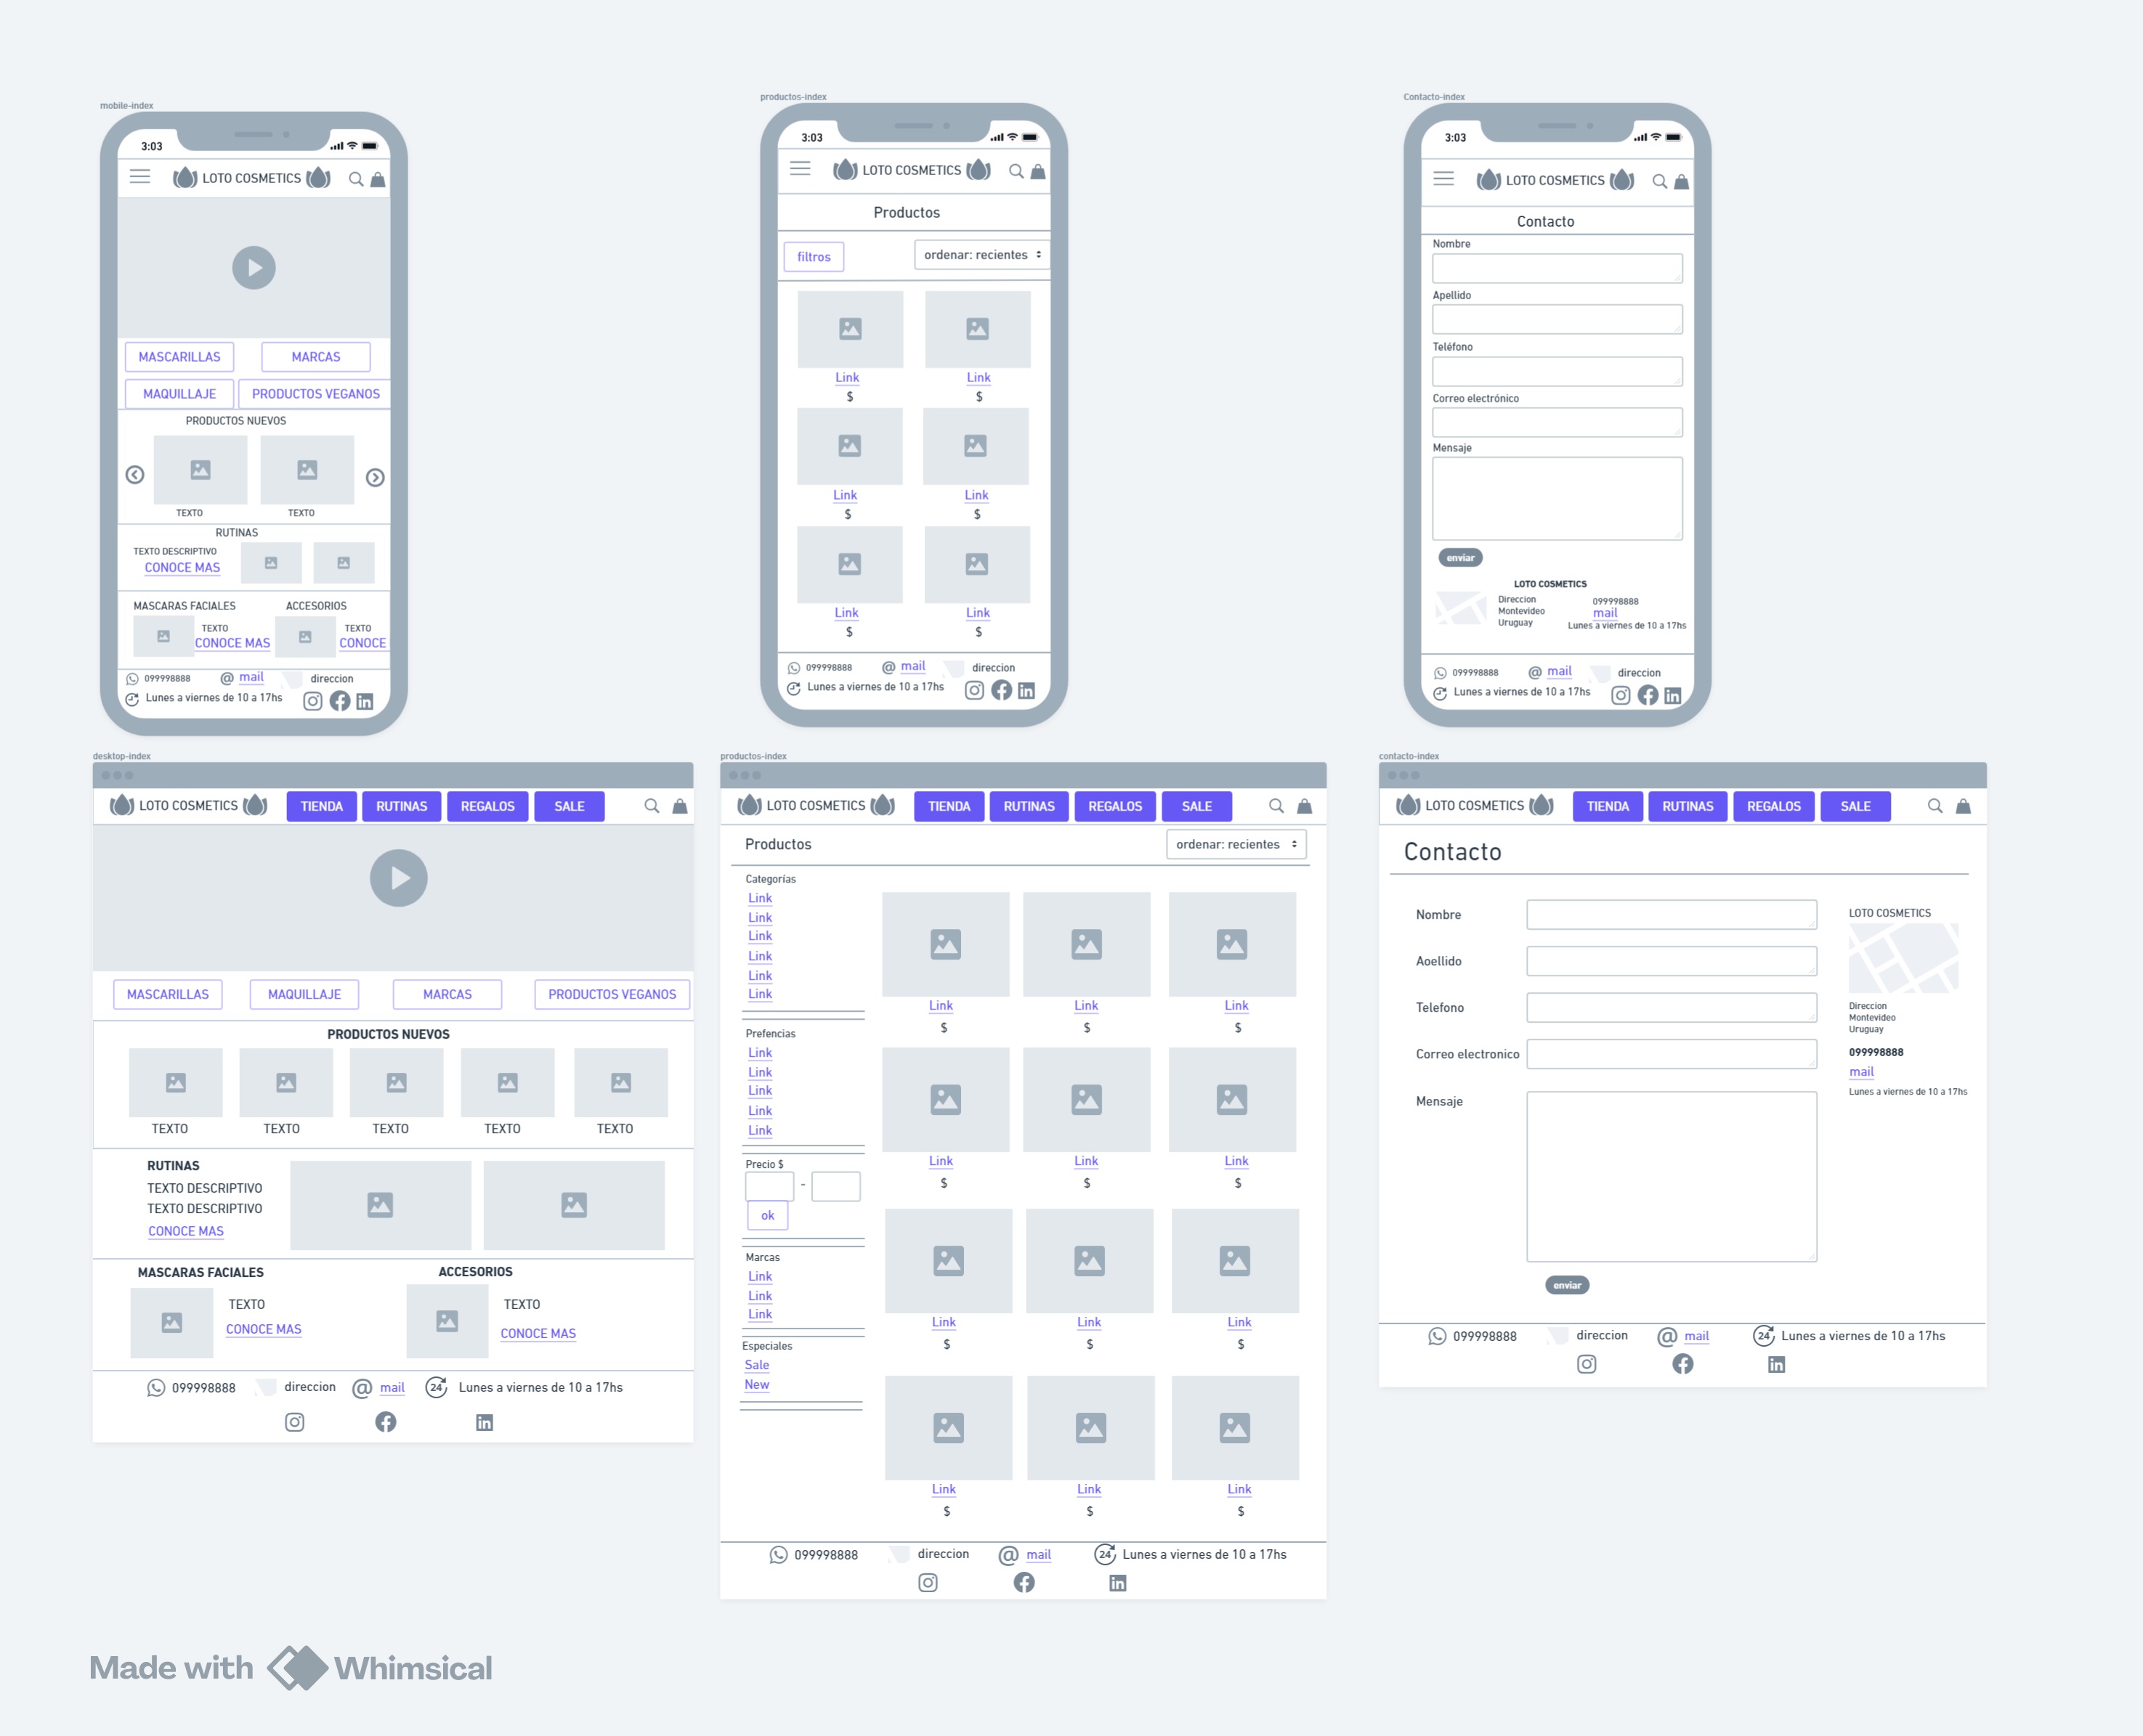 mobile-index
3:03
LOTO COSMETICS
MASCARILLAS MARCAS
MAQUILLAJE PRODUCTOS VEGANOS
PRODUCTOS NUEVOS
TEXTO TEXTO
RUTINAS
TEXTO DESCRIPTIVO
CONOCE MAS
MASCARAS FACIALES ACCESORIOS
TEXTO TEXTO
CONOCE MAS CONOCE
099998888 @ mail direccion
Lunes a viernes de 10 a 17hs
productos-index
3:03
LOTO COSMETICS
Productos
filtros ordenar: recientes
Link Link
$ $
Link Link
$ $
Link Link
$ $
099998888 @ mail direccion
Lunes a viernes de 10 a 17hs
Contacto-index
3:03
LOTO COSMETICS
Contacto
Nombre
Apellido
Teléfono
Correo electrónico
Mensaje
enviar
LOTO COSMETICS
Direccion
Montevideo
Uruguay
099998888
mail
Lunes a viernes de 10 a 17hs
099998888 @ mail direccion
Lunes a viernes de 10 a 17hs
desktop-index
LOTO COSMETICS TIENDA RUTINAS REGALOS SALE
MASCARILLAS MAQUILLAJE MARCAS PRODUCTOS VEGANOS
PRODUCTOS NUEVOS
TEXTO TEXTO TEXTO TEXTO TEXTO
RUTINAS
TEXTO DESCRIPTIVO
TEXTO DESCRIPTIVO
CONOCE MAS
MASCARAS FACIALES ACCESORIOS
TEXTO TEXTO
CONOCE MAS CONOCE MAS
099998888 direccion @ mail 24 Lunes a viernes de 10 a 17hs
productos-index
LOTO COSMETICS TIENDA RUTINAS REGALOS SALE
Productos ordenar: recientes
Categorías
Link
Link
Link
Link
Link
Link
Prefencias
Link
Link
Link
Link
Link
Precio $
-
ok
Marcas
Link
Link
Link
Especiales
Sale
New
Link Link Link
$ $ $
Link Link Link
$ $ $
Link Link Link
$ $ $
Link Link Link
$ $ $
099998888 direccion @ mail 24 Lunes a viernes de 10 a 17hs
contacto-index
LOTO COSMETICS TIENDA RUTINAS REGALOS SALE
Contacto
Nombre
Aoellido
Telefono
Correo electronico
Mensaje
enviar
LOTO COSMETICS
Direccion
Montevideo
Uruguay
099998888
mail
Lunes a viernes de 10 a 17hs
099998888 direccion @ mail 24 Lunes a viernes de 10 a 17hs
Made with Whimsical